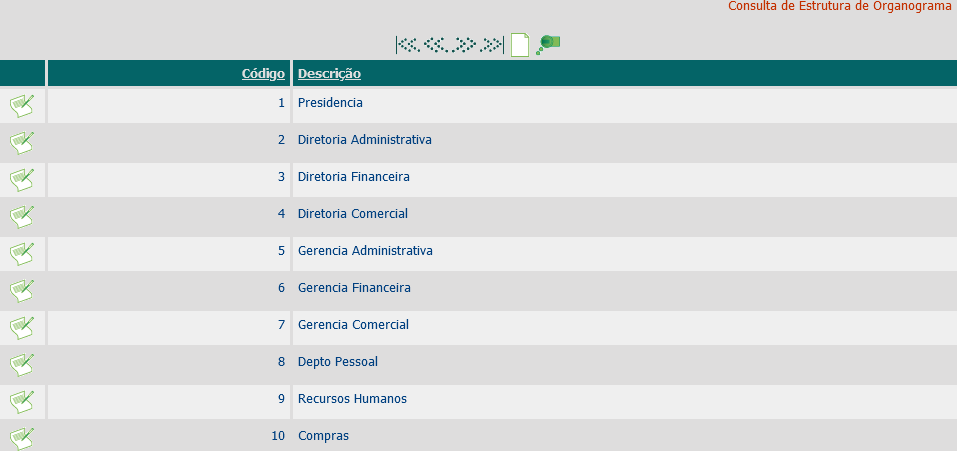 Consulta de Estrutura de Organograma
Código Descrição
1 Presidencia
2 Diretoria Administrativa
3 Diretoria Financeira
4 Diretoria Comercial
5 Gerencia Administrativa
6 Gerencia Financeira
7 Gerencia Comercial
8 Depto Pessoal
9 Recursos Humanos
10 Compras